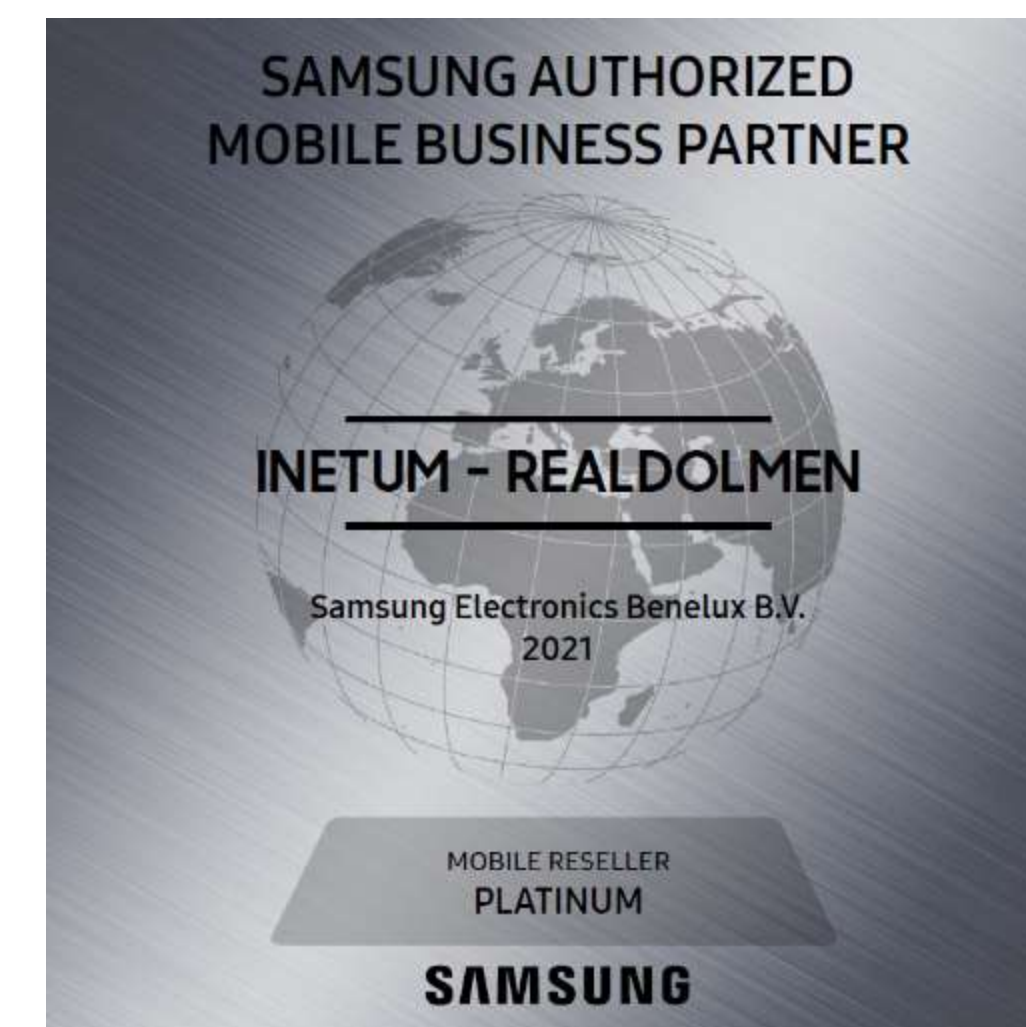 SAMSUNG AUTHORIZED
MOBILE BUSINESS PARTNER
INETUM - REALDOLMEN
Samsung Electronics Benelux B.V.
2021
MOBILE RESELLER
PLATINUM
SAMSUNG